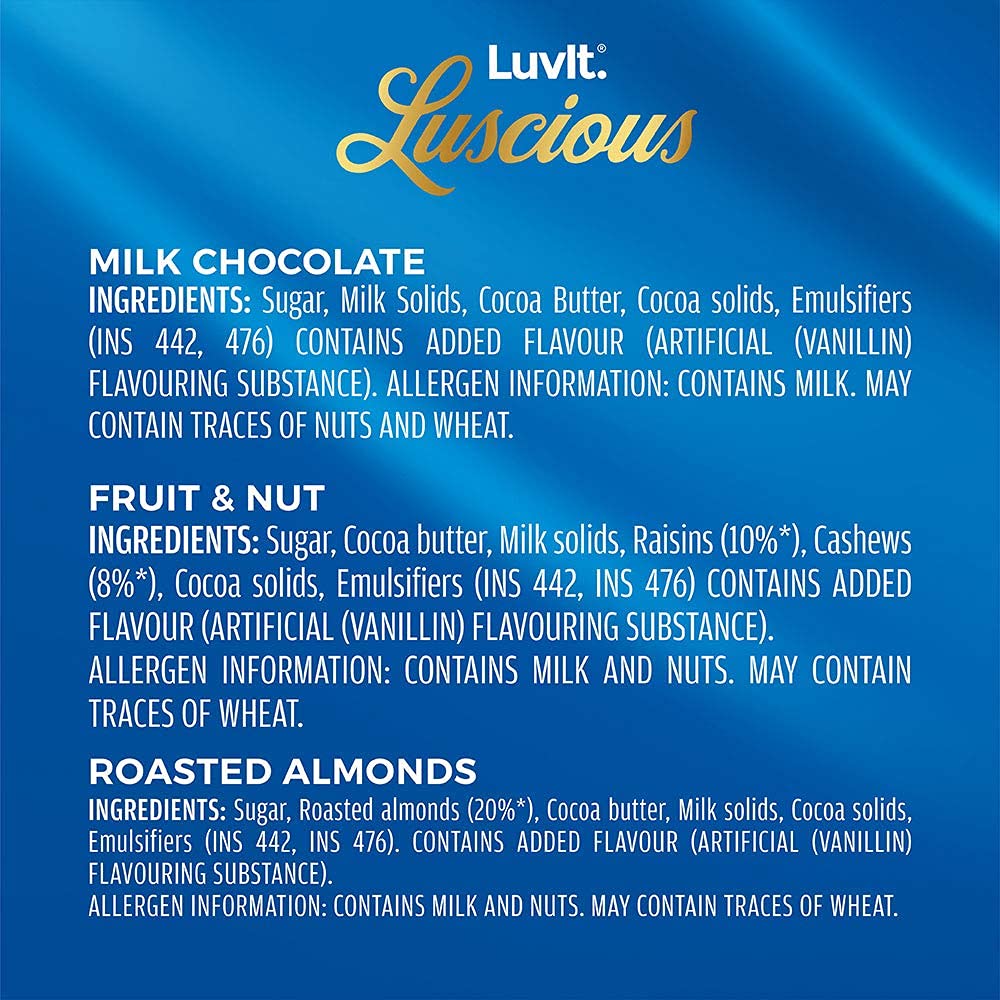 LuvIt.®
Luscious
MILK CHOCOLATE
INGREDIENTS: Sugar, Milk Solids, Cocoa Butter, Cocoa solids, Emulsifiers
(INS 442, 476) CONTAINS ADDED FLAVOUR (ARTIFICIAL (VANILLIN)
FLAVOURING SUBSTANCE). ALLERGEN INFORMATION: CONTAINS MILK. MAY
CONTAIN TRACES OF NUTS AND WHEAT.
FRUIT & NUT
INGREDIENTS: Sugar, Cocoa butter, Milk solids, Raisins (10%*), Cashews
(8%*), Cocoa solids, Emulsifiers (INS 442, INS 476) CONTAINS ADDED
FLAVOUR (ARTIFICIAL (VANILLIN) FLAVOURING SUBSTANCE).
ALLERGEN INFORMATION: CONTAINS MILK AND NUTS. MAY CONTAIN
TRACES OF WHEAT.
ROASTED ALMONDS
INGREDIENTS: Sugar, Roasted almonds (20%*), Cocoa butter, Milk solids, Cocoa solids,
Emulsifiers (INS 442, INS 476). CONTAINS ADDED FLAVOUR (ARTIFICIAL (VANILLIN)
FLAVOURING SUBSTANCE).
ALLERGEN INFORMATION: CONTAINS MILK AND NUTS. MAY CONTAIN TRACES OF WHEAT.